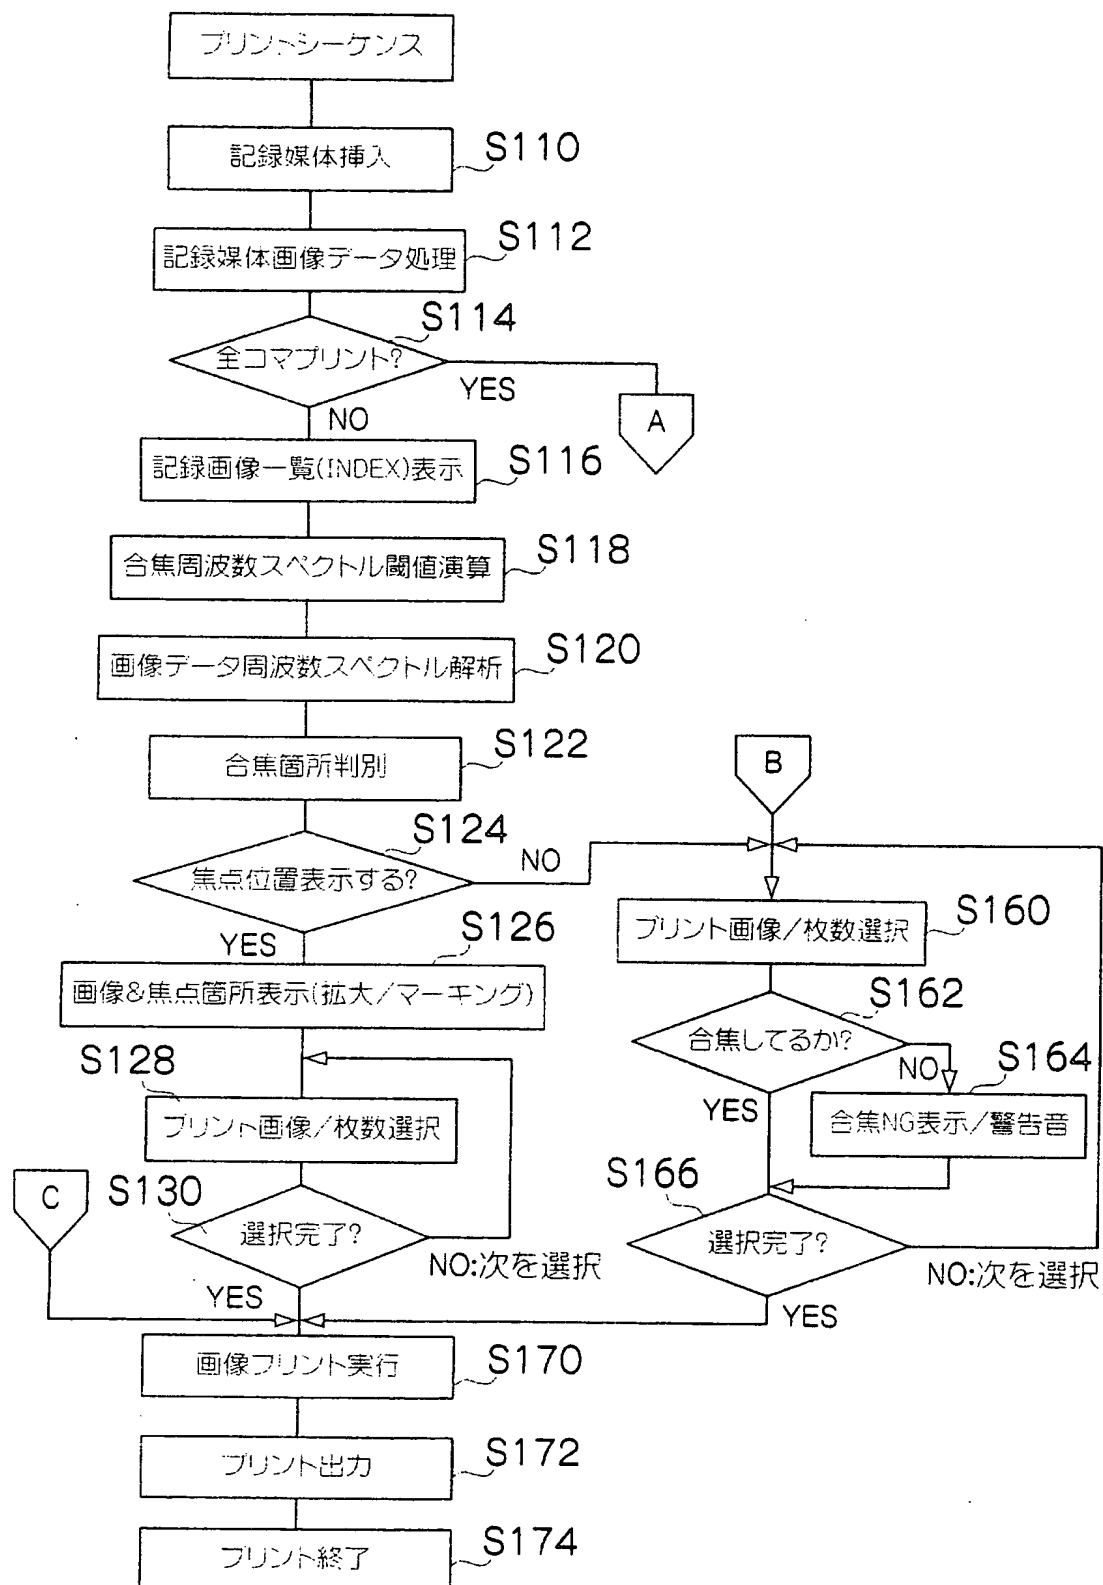 プリントシーケンス
記録媒体挿入
S110
記録媒体画像データ処理
S112
全コマプリント?
S114
YES
A
NO
記録画像一覧(INDEX)表示
S116
合焦周波数スペクトル閾値演算
S118
画像データ周波数スペクトル解析
S120
合焦箇所判別
S122
B
焦点位置表示する?
S124
NO
YES
プリント画像/枚数選択
S160
画像&焦点箇所表示(拡大/マーキング)
S126
合焦してるか?
S162
NO
YES
合焦NG表示/警告音
S164
S128
プリント画像/枚数選択
C
S130
選択完了?
NO:次を選択
YES
S166
選択完了?
NO:次を選択
YES
画像プリント実行
S170
プリント出力
S172
プリント終了
S174